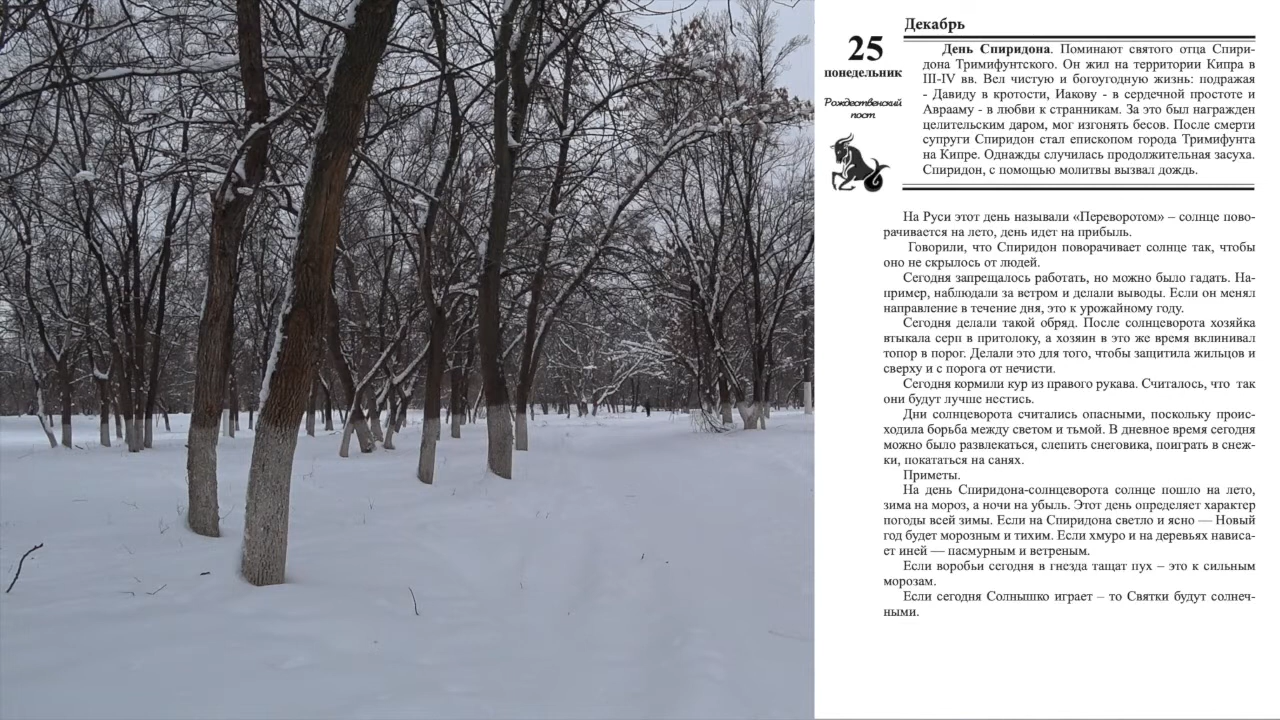 Декабрь
25
понедельник
Рождественский
пост
День Спиридона. Поминают святого отца Спири-
дона Тримифунтского. Он жил на территории Кипра в
III-IV вв. Вел чистую и богоугодную жизнь: подражая
- Давиду в кротости, Иакову - в сердечной простоте и
Аврааму - в любви к странникам. За это был награжден
целительским даром, мог изгонять бесов. После смерти
супруги Спиридон стал епископом города Тримифунта
на Кипре. Однажды случилась продолжительная засуха.
Спиридон, с помощью молитвы вызвал дождь.
На Руси этот день называли «Переворотом» – солнце пово-
рачивается на лето, день идет на прибыль.
Говорили, что Спиридон поворачивает солнце так, чтобы
оно не скрылось от людей.
Сегодня запрещалось работать, но можно было гадать. На-
пример, наблюдали за ветром и делали выводы. Если он менял
направление в течение дня, это к урожайному году.
Сегодня делали такой обряд. После солнцеворота хозяйка
втыкала серп в притолоку, а хозяин в это же время вклинивал
топор в порог. Делали это для того, чтобы защитила жильцов и
сверху и с порога от нечисти.
Сегодня кормили кур из правого рукава. Считалось, что так
они будут лучше нестись.
Дни солнцеворота считались опасными, поскольку проис-
ходила борьба между светом и тьмой. В дневное время сегодня
можно было развлекаться, слепить снеговика, поиграть в снеж-
ки, покататься на санях.
Приметы.
На день Спиридона-солнцеворота солнце пошло на лето,
зима на мороз, а ночи на убыль. Этот день определяет характер
погоды всей зимы. Если на Спиридона светло и ясно — Новый
год будет морозным и тихим. Если хмуро и на деревьях нависа-
ет иней — пасмурным и ветреным.
Если воробьи сегодня в гнезда тащат пух – это к сильным
морозам.
Если сегодня Солнышко играет – то Святки будут солнеч-
ными.